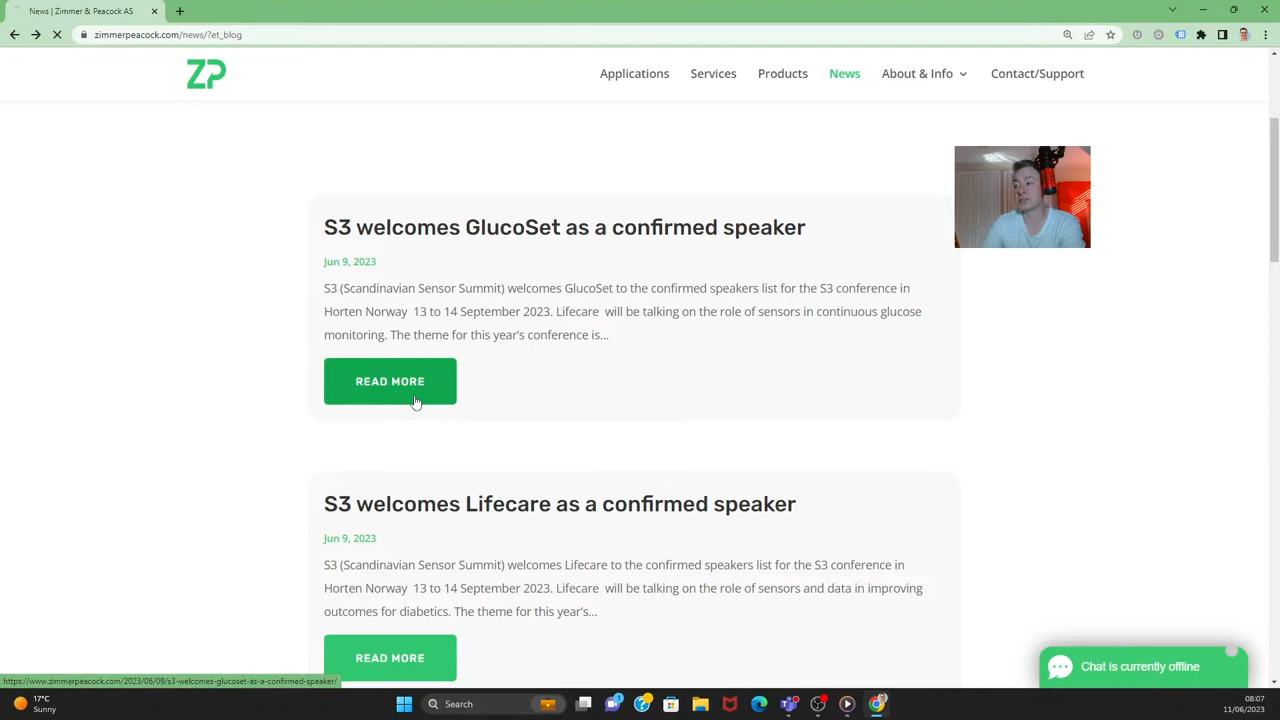 News | Zimmer & Peacock AS
zimmerpeacock.com/news/?et_blog
ZP
Applications
Services
Products
News
About & Info
Contact/Support
S3 welcomes GlucoSet as a confirmed speaker
Jun 9, 2023
S3 (Scandinavian Sensor Summit) welcomes GlucoSet to the confirmed speakers list for the S3 conference in
Horten Norway 13 to 14 September 2023. Lifecare will be talking on the role of sensors in continuous glucose
monitoring. The theme for this year's conference is...
READ MORE
S3 welcomes Lifecare as a confirmed speaker
Jun 9, 2023
S3 (Scandinavian Sensor Summit) welcomes Lifecare to the confirmed speakers list for the S3 conference in
Horten Norway 13 to 14 September 2023. Lifecare will be talking on the role of sensors and data in improving
outcomes for diabetics. The theme for this year's...
READ MORE
Chat is currently offline
https://www.zimmerpeacock.com/2023/06/09/s3-welcomes-glucoset-as-a-confirmed-speaker/
17°C
Sunny
Search
1
08:07
11/06/2023